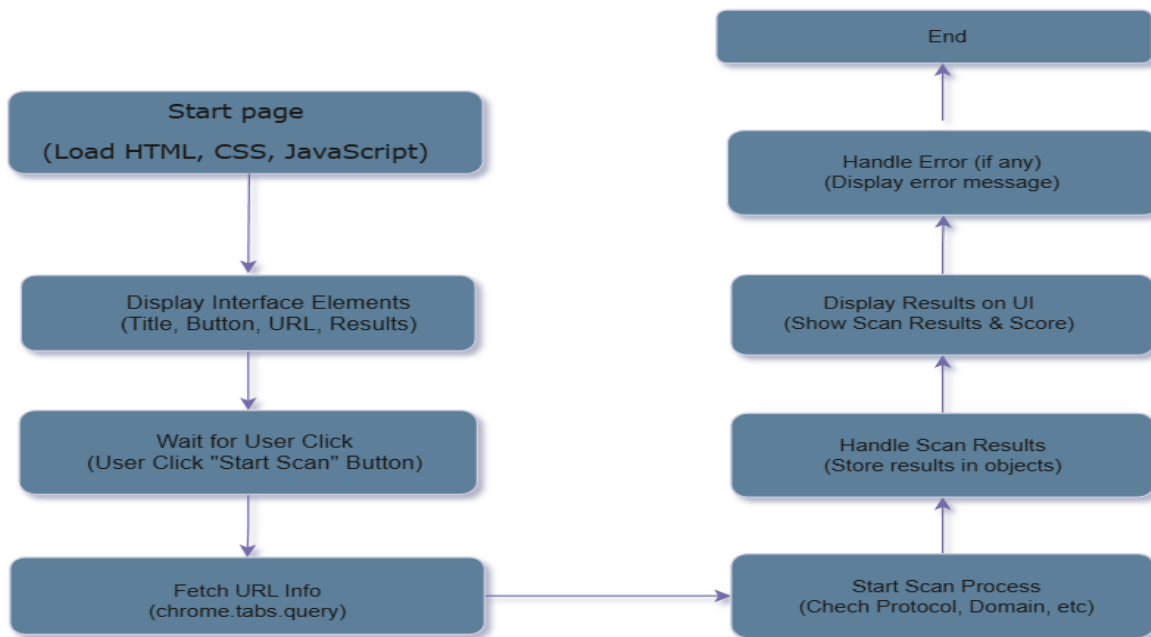 Start page
(Load HTML, CSS, JavaScript)
Display Interface Elements
(Title, Button, URL, Results)
Wait for User Click
(User Click "Start Scan" Button)
Fetch URL Info
(chrome.tabs.query)
Start Scan Process
(Chech Protocol, Domain, etc)
Handle Scan Results
(Store results in objects)
Display Results on UI
(Show Scan Results & Score)
Handle Error (if any)
(Display error message)
End